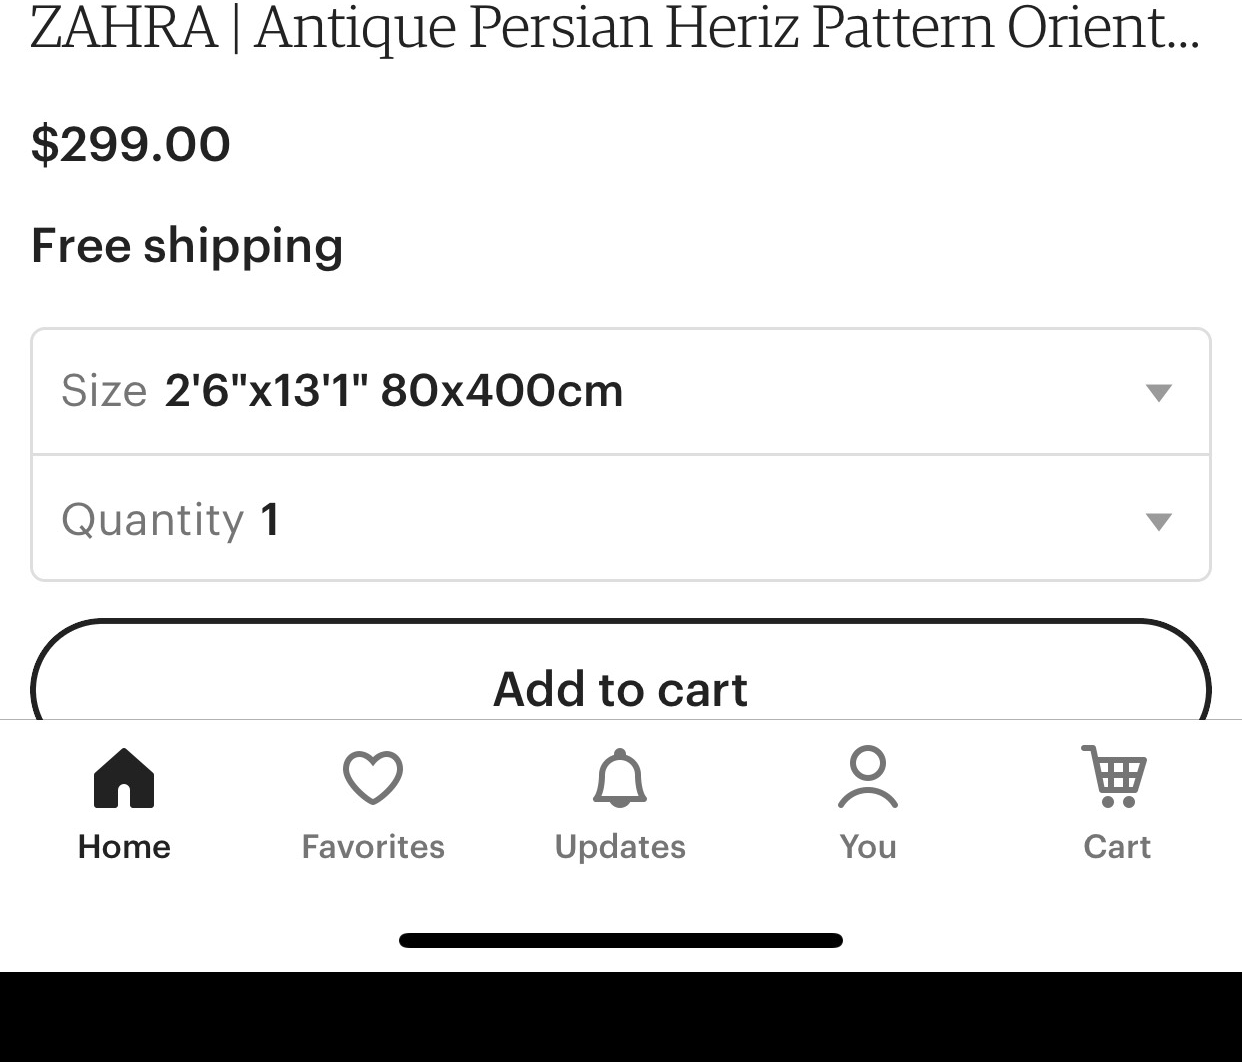 ZAHRA | Antique Persian Heriz Pattern Orient...
$299.00
Free shipping
Size 2'6"x13'1" 80x400cm
Quantity 1
Add to cart
Home Favorites Updates You Cart